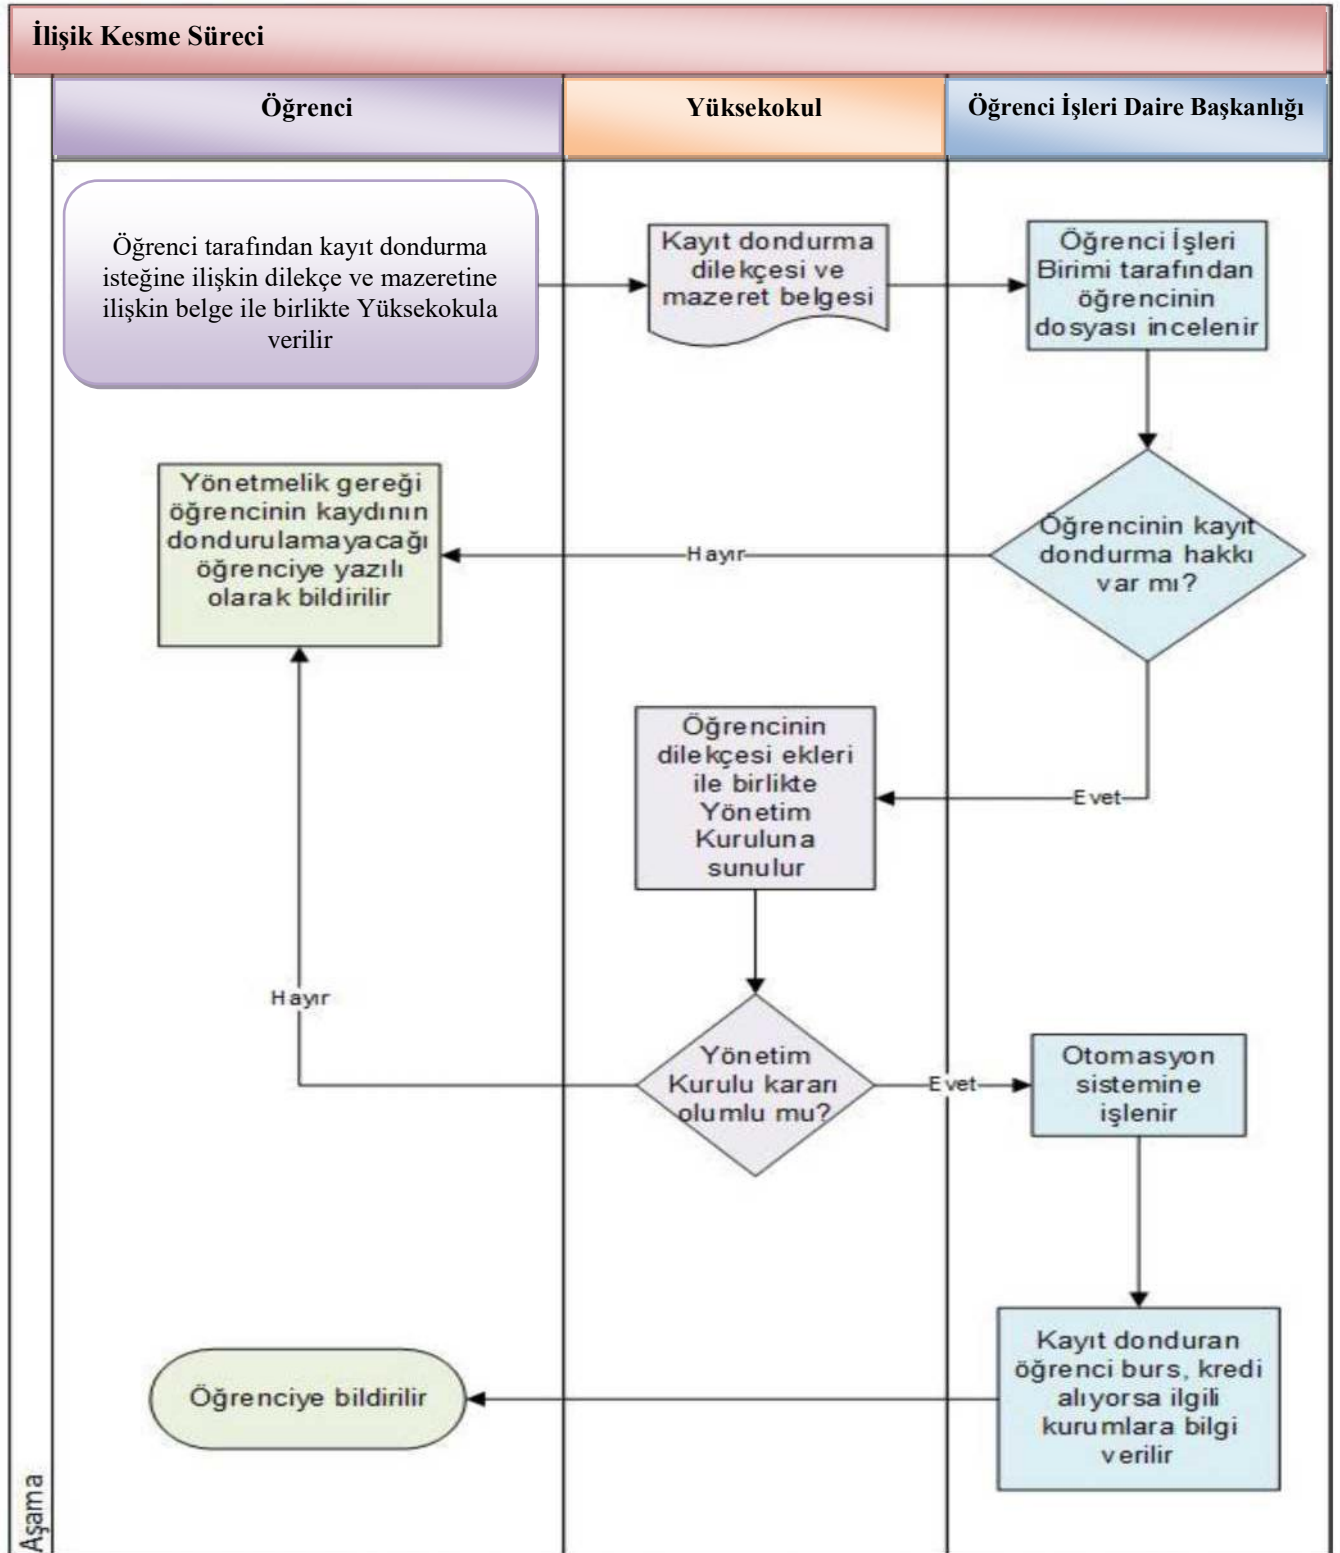 İlişik Kesme Süreci
Öğrenci
Yüksekokul
Öğrenci İşleri Daire Başkanlığı
Öğrenci tarafından kayıt dondurma
isteğine ilişkin dilekçe ve mazeretine
ilişkin belge ile birlikte Yüksekokula
verilir
Kayıt dondurma
dilekçesi ve
mazeret belgesi
Öğrenci İşleri
Birimi tarafından
öğrencinin
dosyası incelenir
Yönetmelik gereği
öğrencinin kaydının
dondurulamayacağı
öğrenciye yazılı
olarak bildirilir
Hayır
Öğrencinin kayıt
dondurma hakkı
var mı?
Öğrencinin
dilekçesi ekleri
ile birlikte
Yönetim
Kuruluna
sunulur
Evet
Hayır
Yönetim
Kurulu kararı
olumlu mu?
Evet
Otomasyon
sistemine
işlenir
Öğrenciye bildirilir
Kayıt donduran
öğrenci burs, kredi
alıyorsa ilgili
kurumlara bilgi
verilir
Aşama